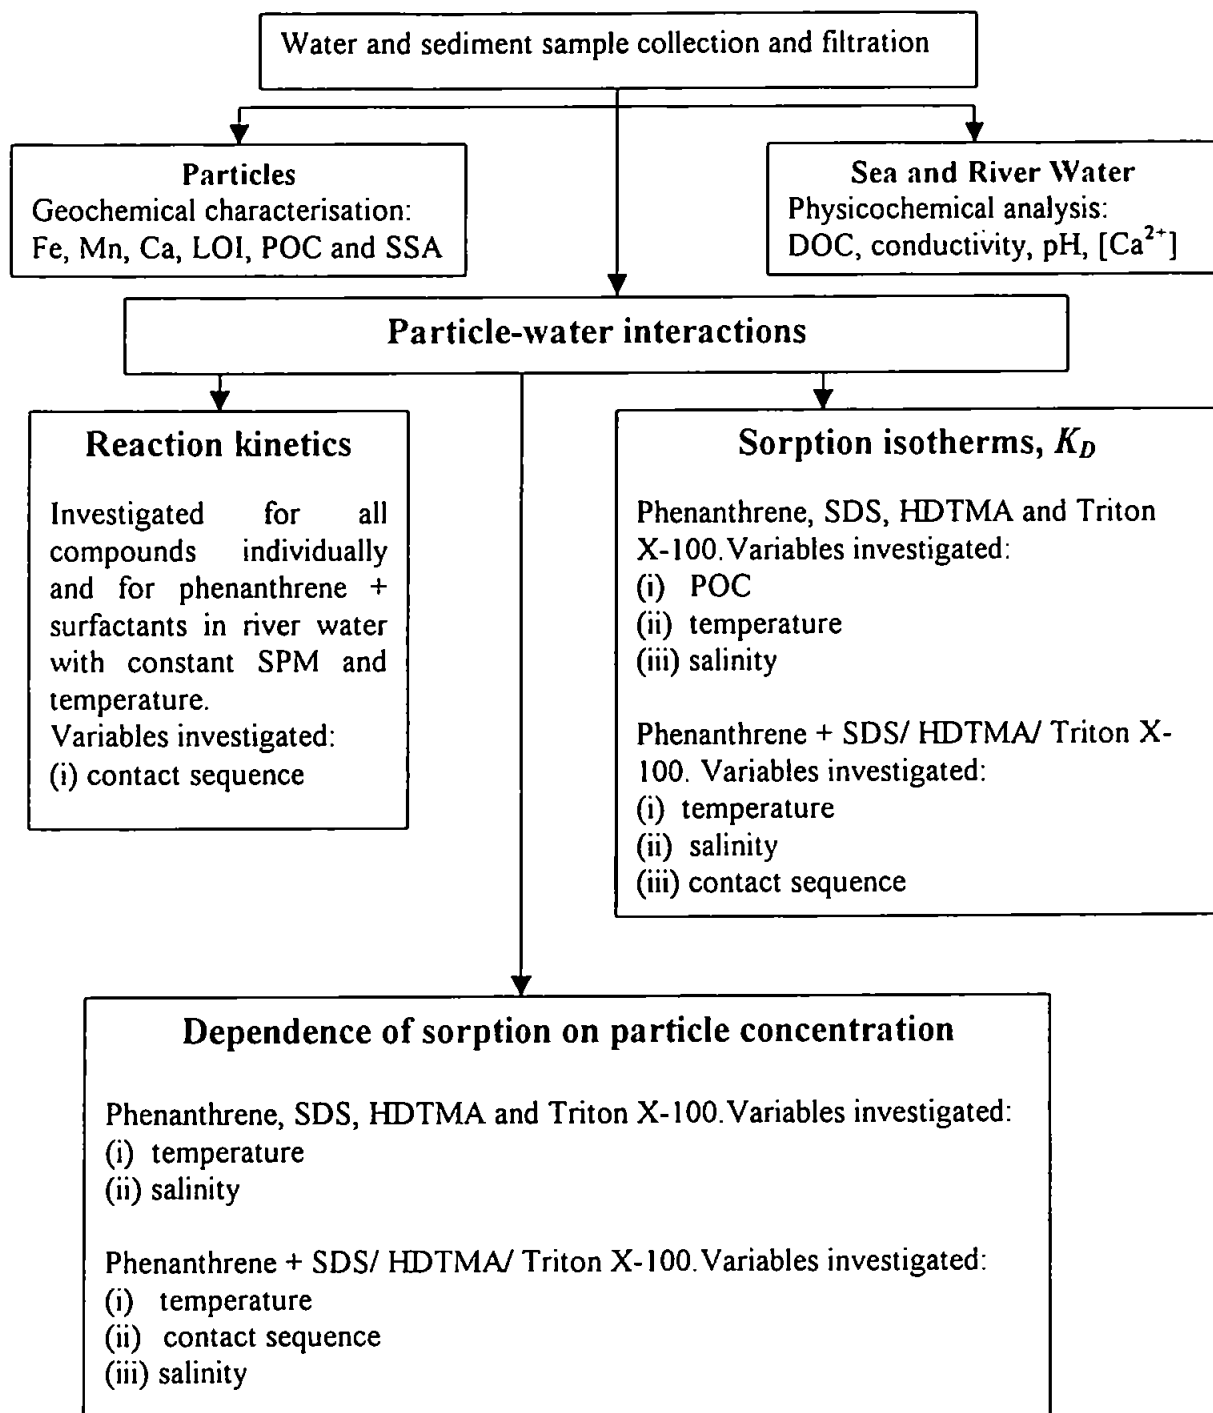 Water and sediment sample collection and filtration
Particles
Geochemical characterisation:
Fe, Mn, Ca, LOI, POC and SSA
Sea and River Water
Physicochemical analysis:
DOC, conductivity, pH, [Ca²⁺]
Particle-water interactions
Reaction kinetics
Investigated for all
compounds individually
and for phenanthrene +
surfactants in river water
with constant SPM and
temperature.
Variables investigated:
(i) contact sequence
Sorption isotherms, K_D
Phenanthrene, SDS, HDTMA and Triton
X-100.Variables investigated:
(i) POC
(ii) temperature
(iii) salinity
Phenanthrene + SDS/ HDTMA/ Triton X-
100. Variables investigated:
(i) temperature
(ii) salinity
(iii) contact sequence
Dependence of sorption on particle concentration
Phenanthrene, SDS, HDTMA and Triton X-100.Variables investigated:
(i) temperature
(ii) salinity
Phenanthrene + SDS/ HDTMA/ Triton X-100.Variables investigated:
(i) temperature
(ii) contact sequence
(iii) salinity